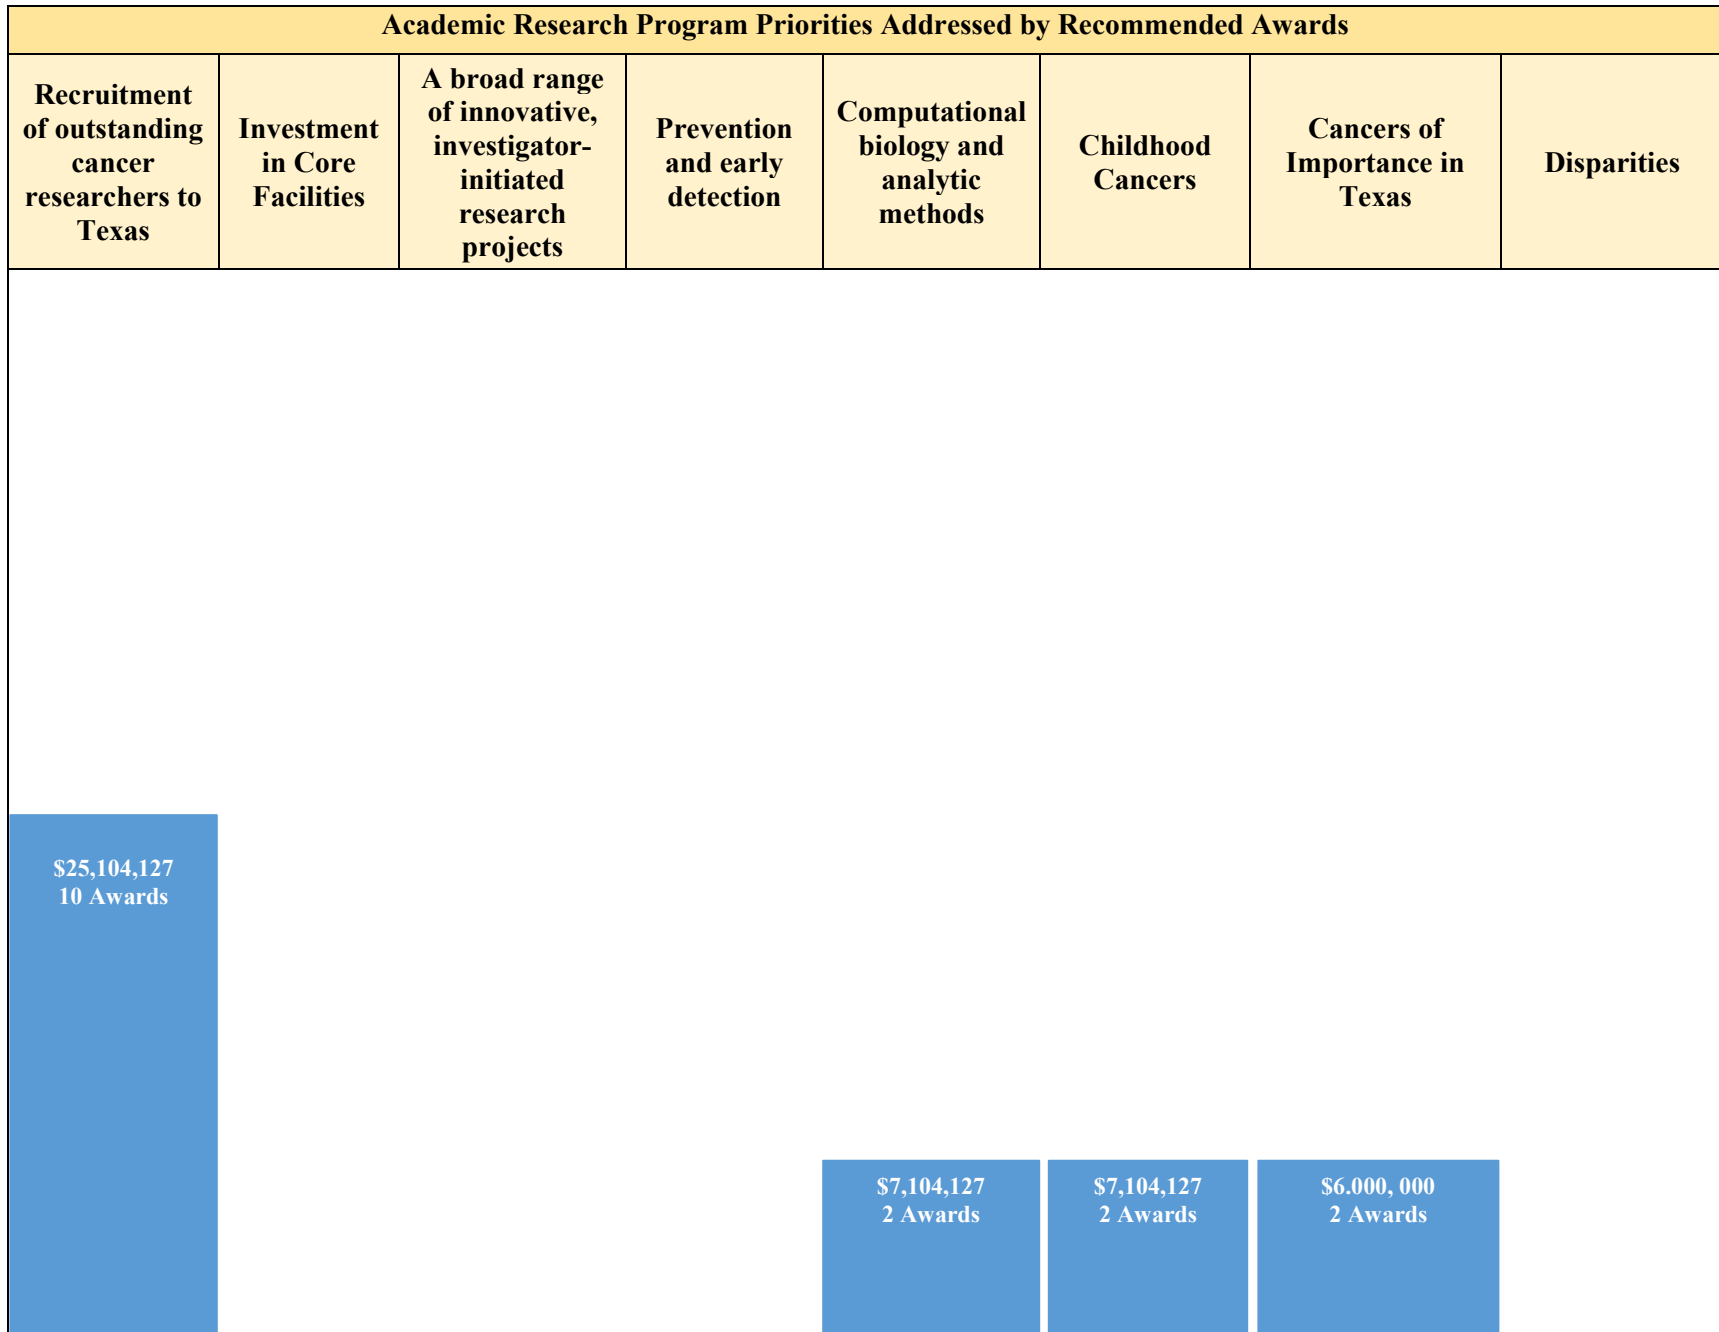 Academic Research Program Priorities Addressed by Recommended Awards
Recruitment
of outstanding
cancer
researchers to
Texas
Investment
in Core
Facilities
A broad range
of innovative,
investigator-
initiated
research
projects
Prevention
and early
detection
Computational
biology and
analytic
methods
Childhood
Cancers
Cancers of
Importance in
Texas
Disparities
$25,104,127
10 Awards
$7,104,127
2 Awards
$7,104,127
2 Awards
$6.000, 000
2 Awards